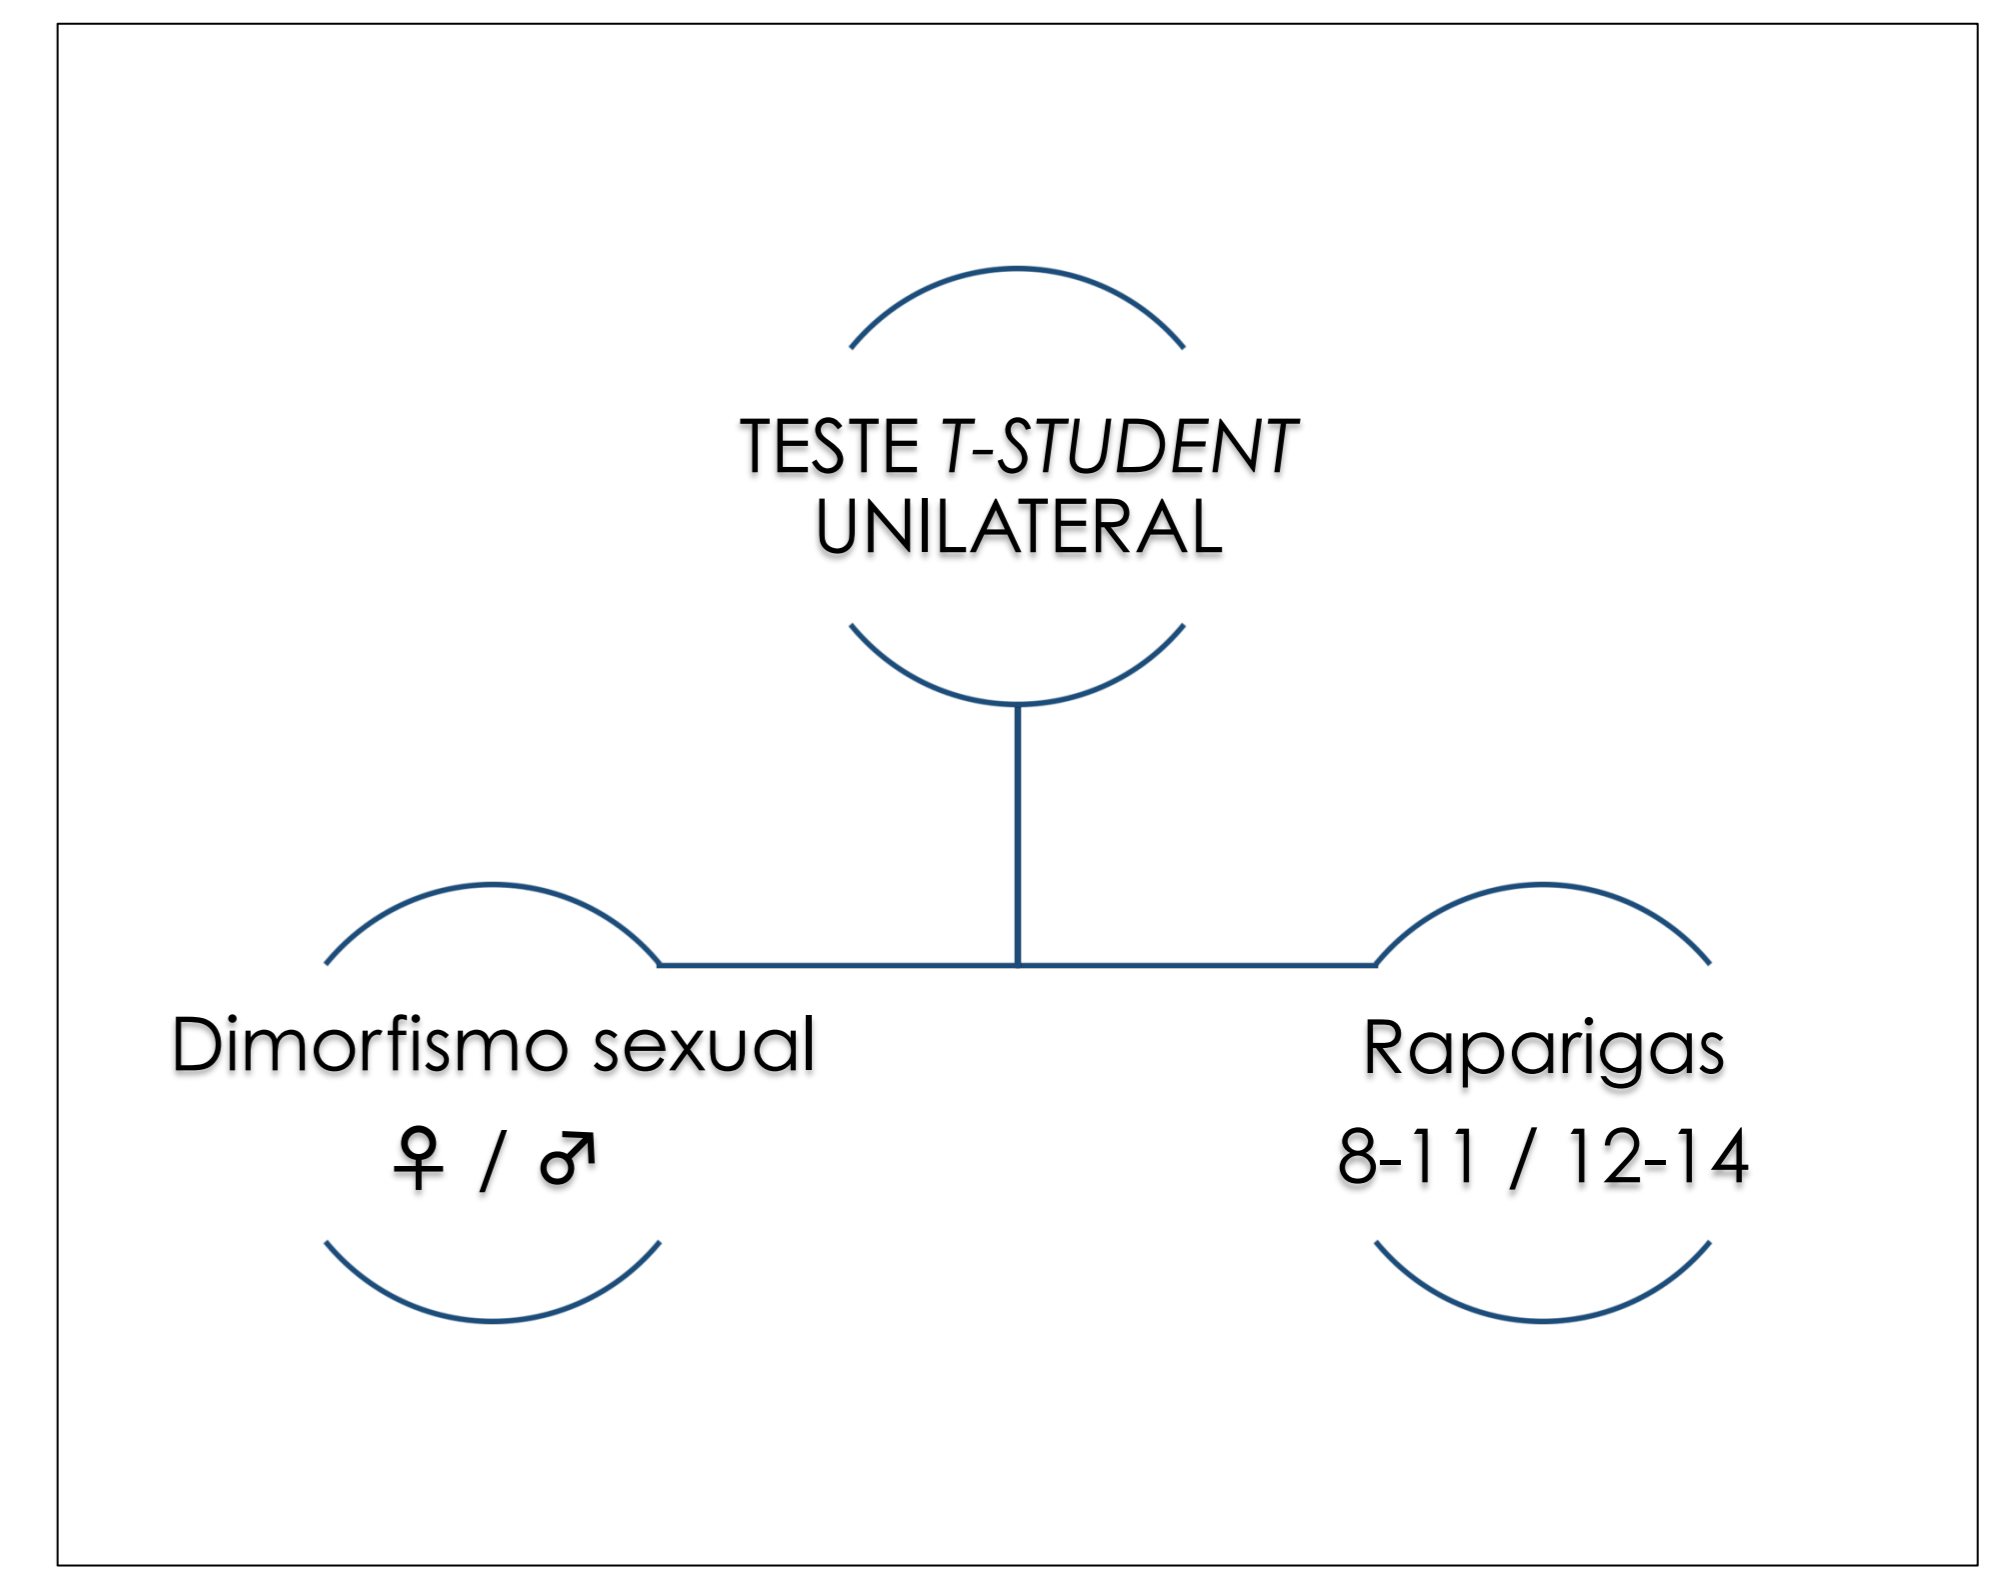 TESTE T-STUDENT
UNILATERAL
Dimorfismo sexual
♀ / ♂
Raparigas
8-11 / 12-14